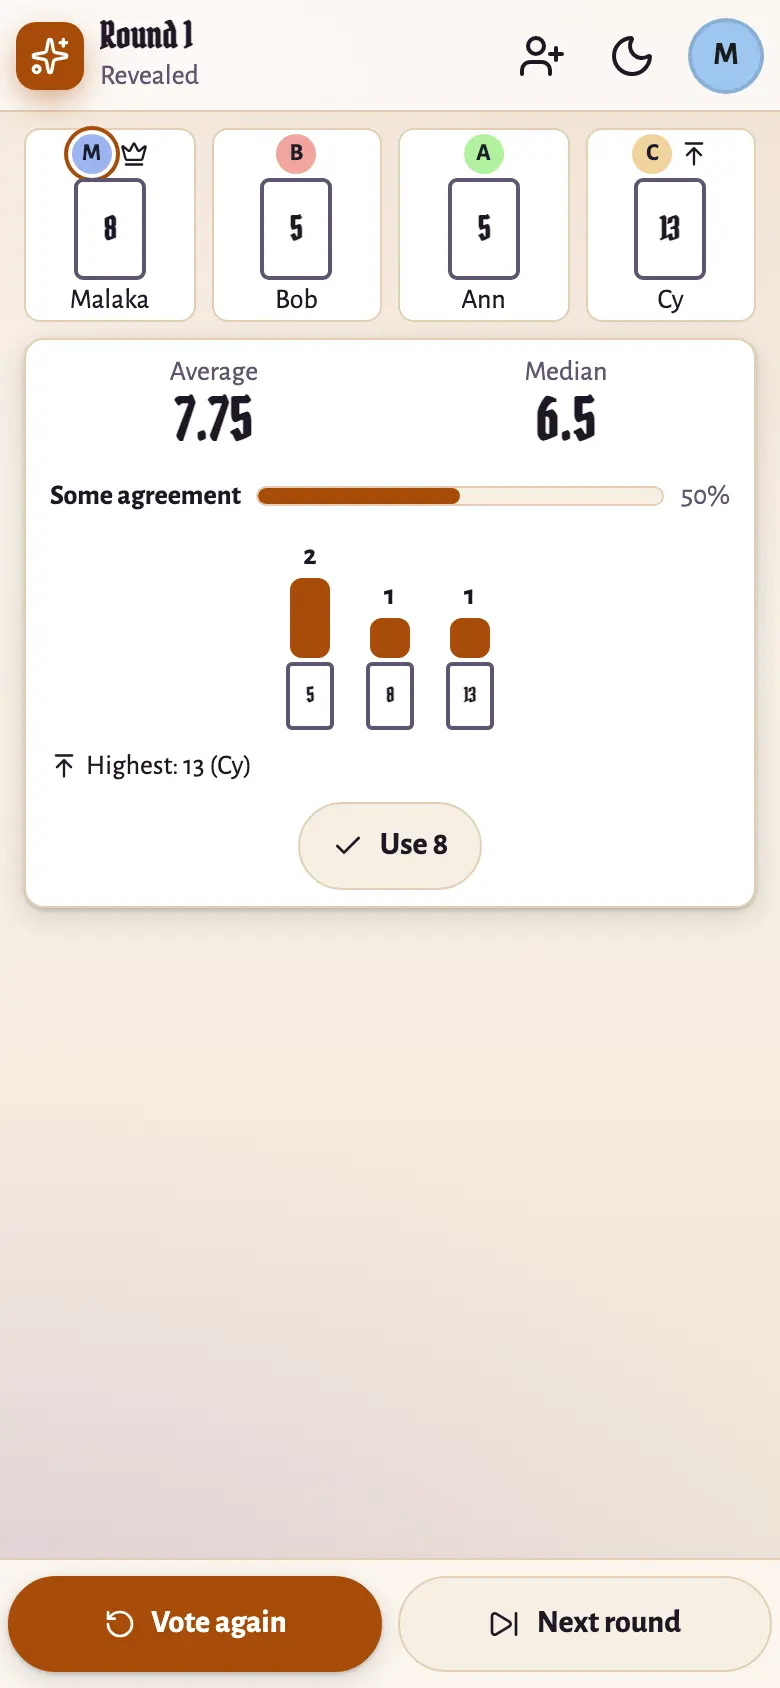 Round 1
Revealed
M
M
B
A
C
8
5
5
13
Malaka
Bob
Ann
Cy
Average
Median
7.75
6.5
Some agreement
50%
2
1
1
5
8
13
Highest: 13 (Cy)
Use 8
Vote again
Next round